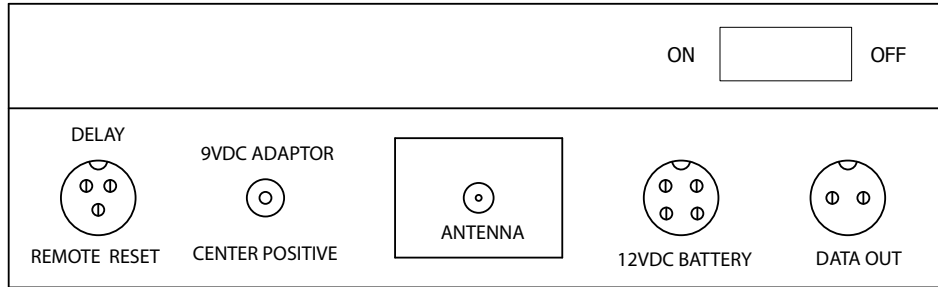 ON
OFF
DELAY
REMOTE RESET
9VDC ADAPTOR
CENTER POSITIVE
ANTENNA
12VDC BATTERY
DATA OUT